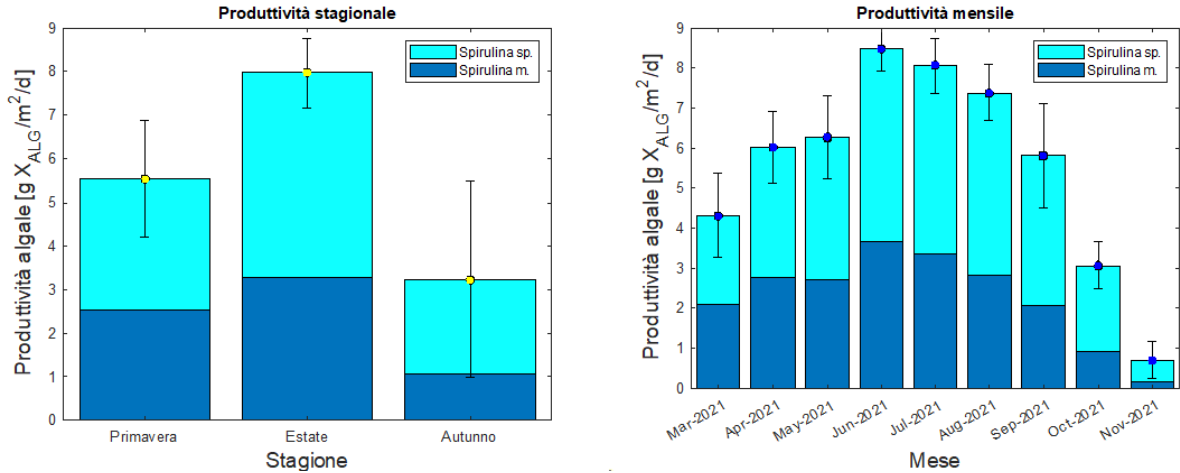 Produttività stagionale
Produttività algale [g X_ALG/m²/d]
9
8
7
6
5
4
3
2
1
0
Spirulina sp.
Spirulina m.
Primavera
Estate
Autunno
Stagione
Produttività mensile
Produttività algale [g X_ALG/m²/d]
9
8
7
6
5
4
3
2
1
0
Spirulina sp.
Spirulina m.
Mar-2021
Apr-2021
May-2021
Jun-2021
Jul-2021
Aug-2021
Sep-2021
Oct-2021
Nov-2021
Mese